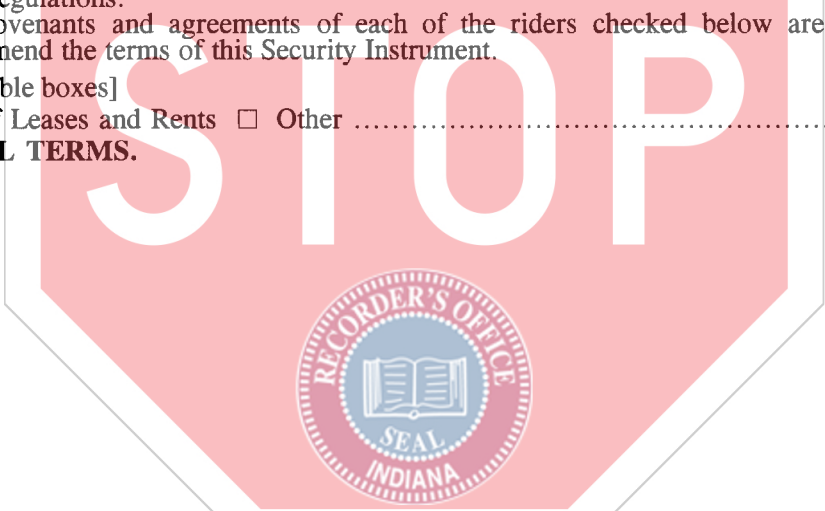 egulations.
ovenants and agreements of each of the riders checked below are
nend the terms of this Security Instrument.
ble boxes]
Leases and Rents ☐ Other ....................................................
L TERMS.
STOP
RECORDER'S OFFICE
SEAL
INDIANA